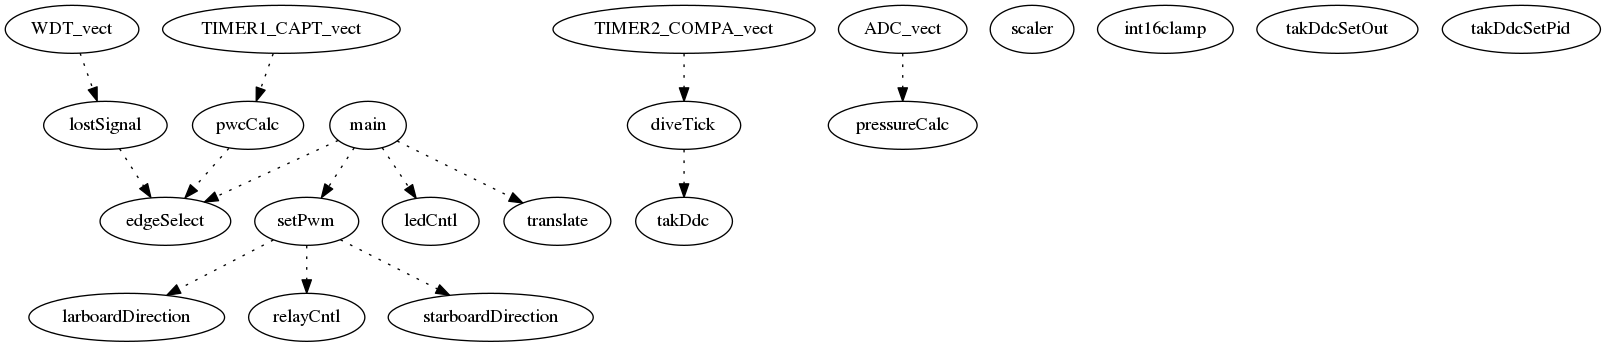 WDT_vect
TIMER1_CAPT_vect
TIMER2_COMPA_vect
ADC_vect
scaler
int16clamp
takDdcSetOut
takDdcSetPid
lostSignal
pwcCalc
main
diveTick
pressureCalc
edgeSelect
setPwm
ledCntl
translate
takDdc
larboardDirection
relayCntl
starboardDirection